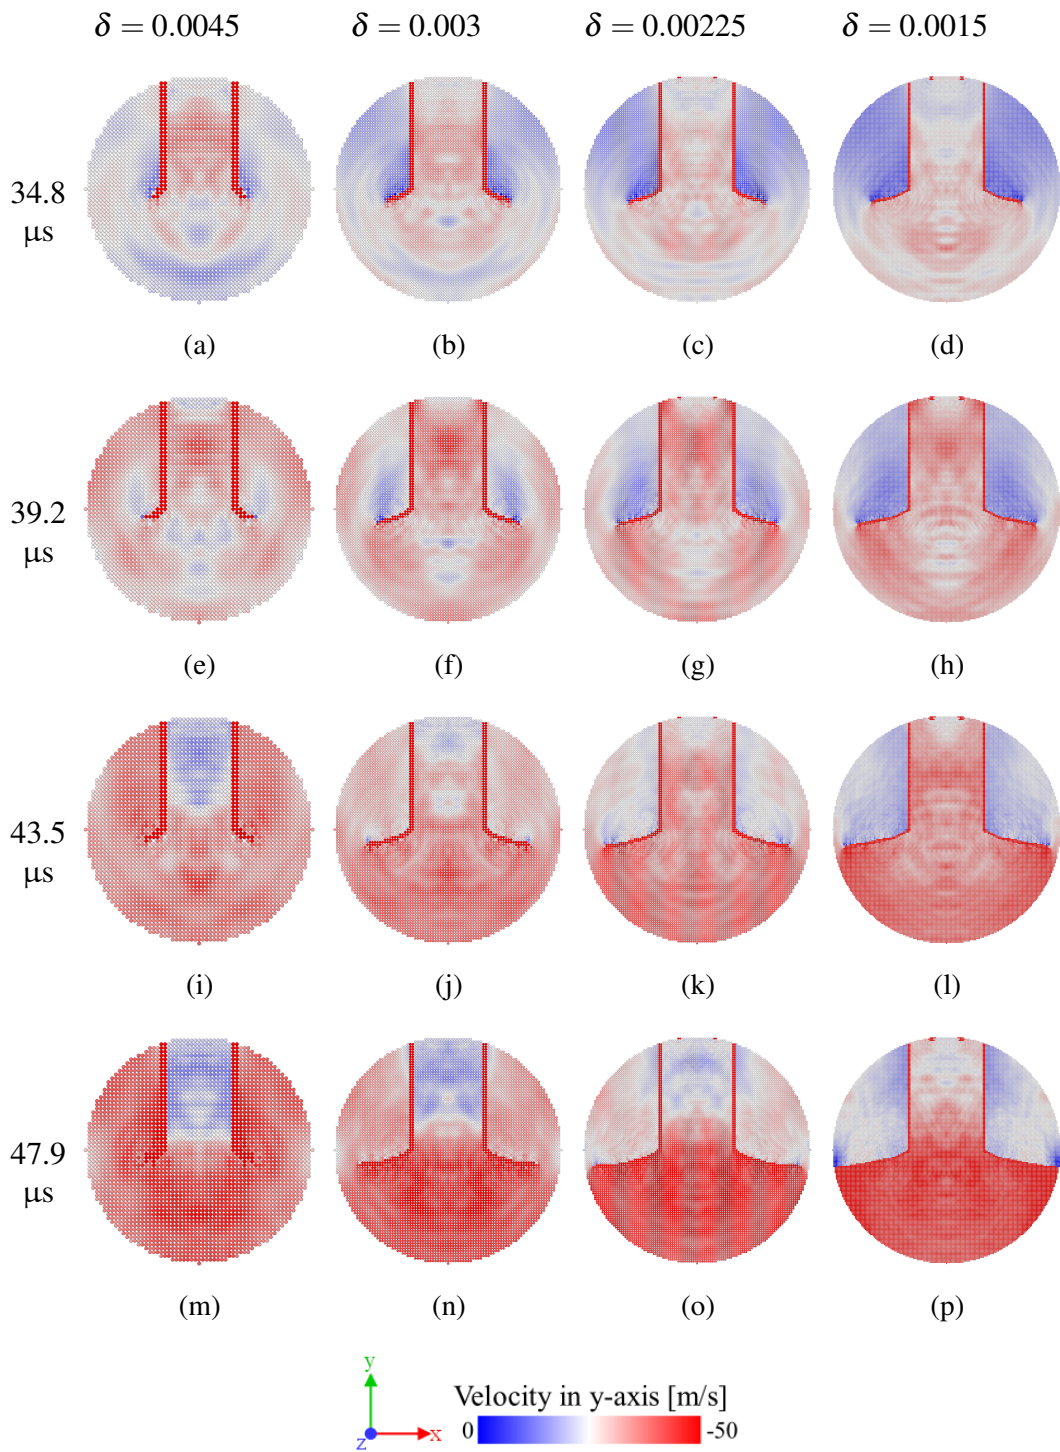 δ = 0.0045 δ = 0.003 δ = 0.00225 δ = 0.0015
34.8
μs
(a) (b) (c) (d)
39.2
μs
(e) (f) (g) (h)
43.5
μs
(i) (j) (k) (l)
47.9
μs
(m) (n) (o) (p)
y
Velocity in y-axis [m/s]
z x 0 -50